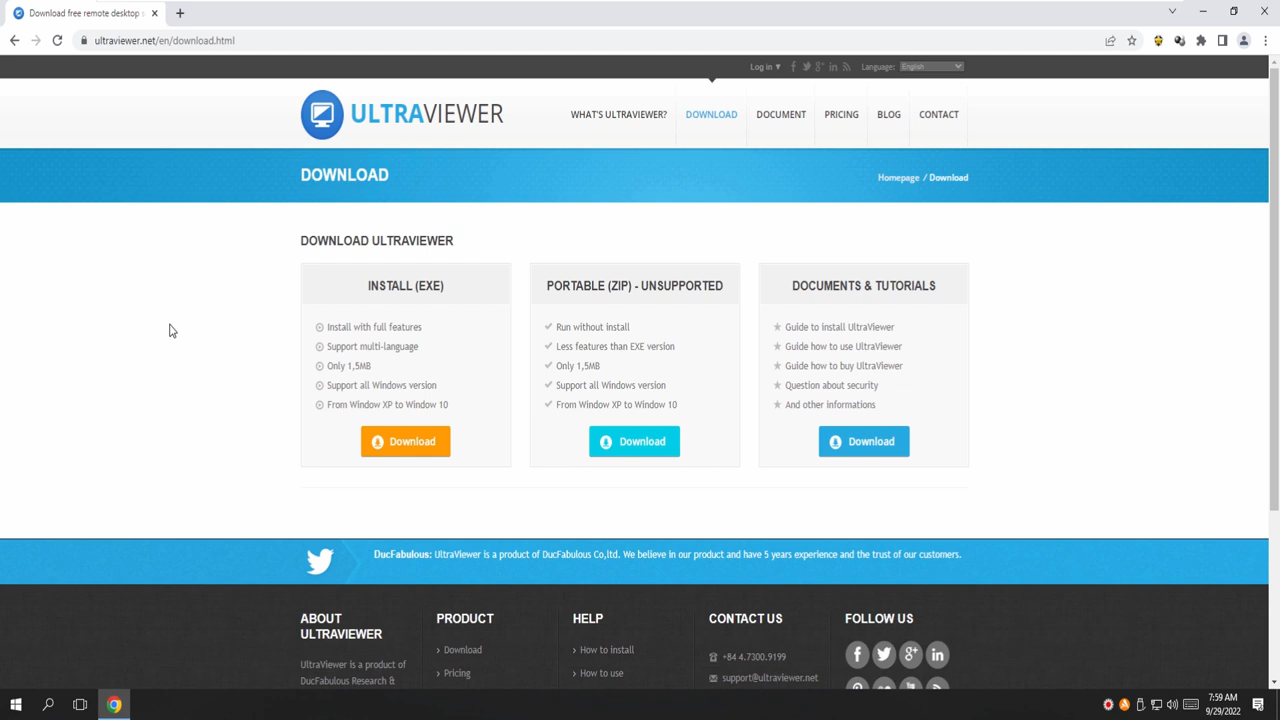 Download free remote desktop s
ultraviewer.net/en/download.html
Log in ▼
Language:
English
ULTRAVIEWER
WHAT'S ULTRAVIEWER?
DOWNLOAD
DOCUMENT
PRICING
BLOG
CONTACT
DOWNLOAD
Homepage / Download
DOWNLOAD ULTRAVIEWER
INSTALL (EXE)
Install with full features
Support multi-language
Only 1,5MB
Support all Windows version
From Window XP to Window 10
Download
PORTABLE (ZIP) - UNSUPPORTED
Run without install
Less features than EXE version
Only 1,5MB
Support all Windows version
From Window XP to Window 10
Download
DOCUMENTS & TUTORIALS
Guide to install UltraViewer
Guide how to use UltraViewer
Guide how to buy UltraViewer
Question about security
And other informations
Download
DucFabulous: UltraViewer is a product of DucFabulous Co,ltd. We believe in our product and have 5 years experience and the trust of our customers.
ABOUT
ULTRAVIEWER
UltraViewer is a product of
DucFabulous Research &
PRODUCT
› Download
› Pricing
HELP
› How to install
› How to use
CONTACT US
+84 4.7300.9199
support@ultraviewer.net
FOLLOW US
7:59 AM
9/29/2022